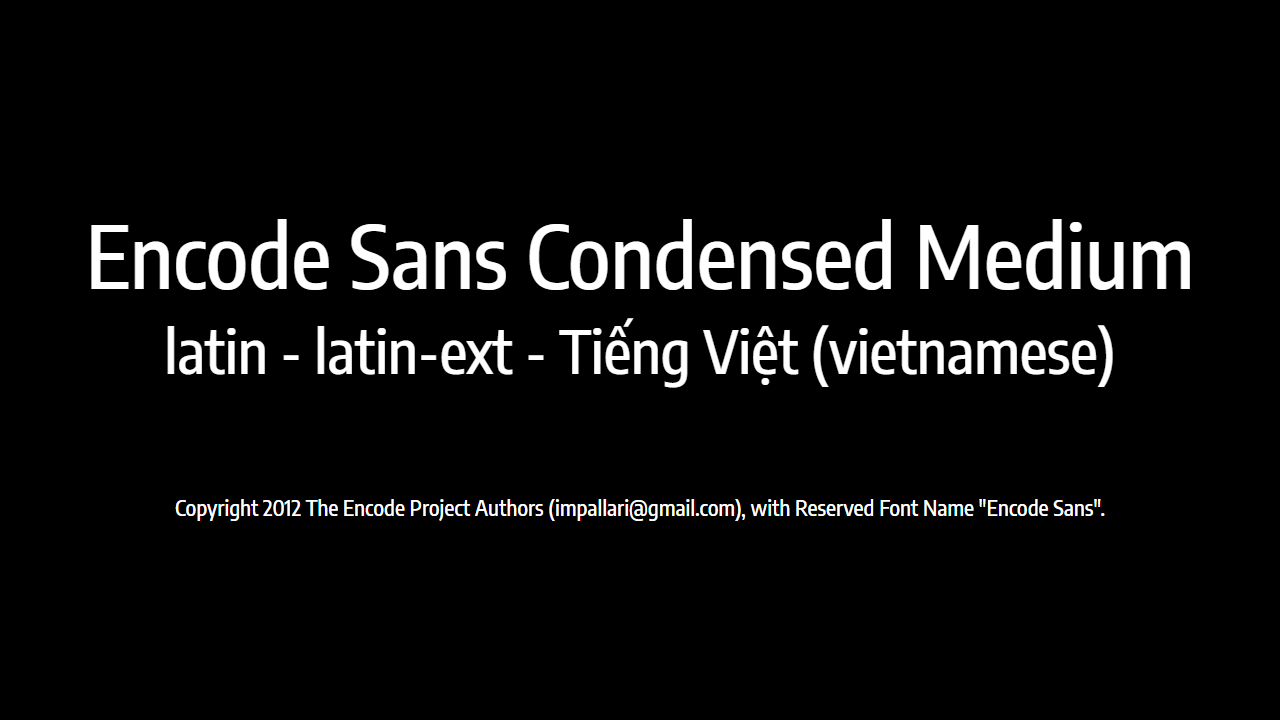 Encode Sans Condensed Medium
latin - latin-ext - Tiếng Việt (vietnamese)
Copyright 2012 The Encode Project Authors (impallari@gmail.com), with Reserved Font Name "Encode Sans".